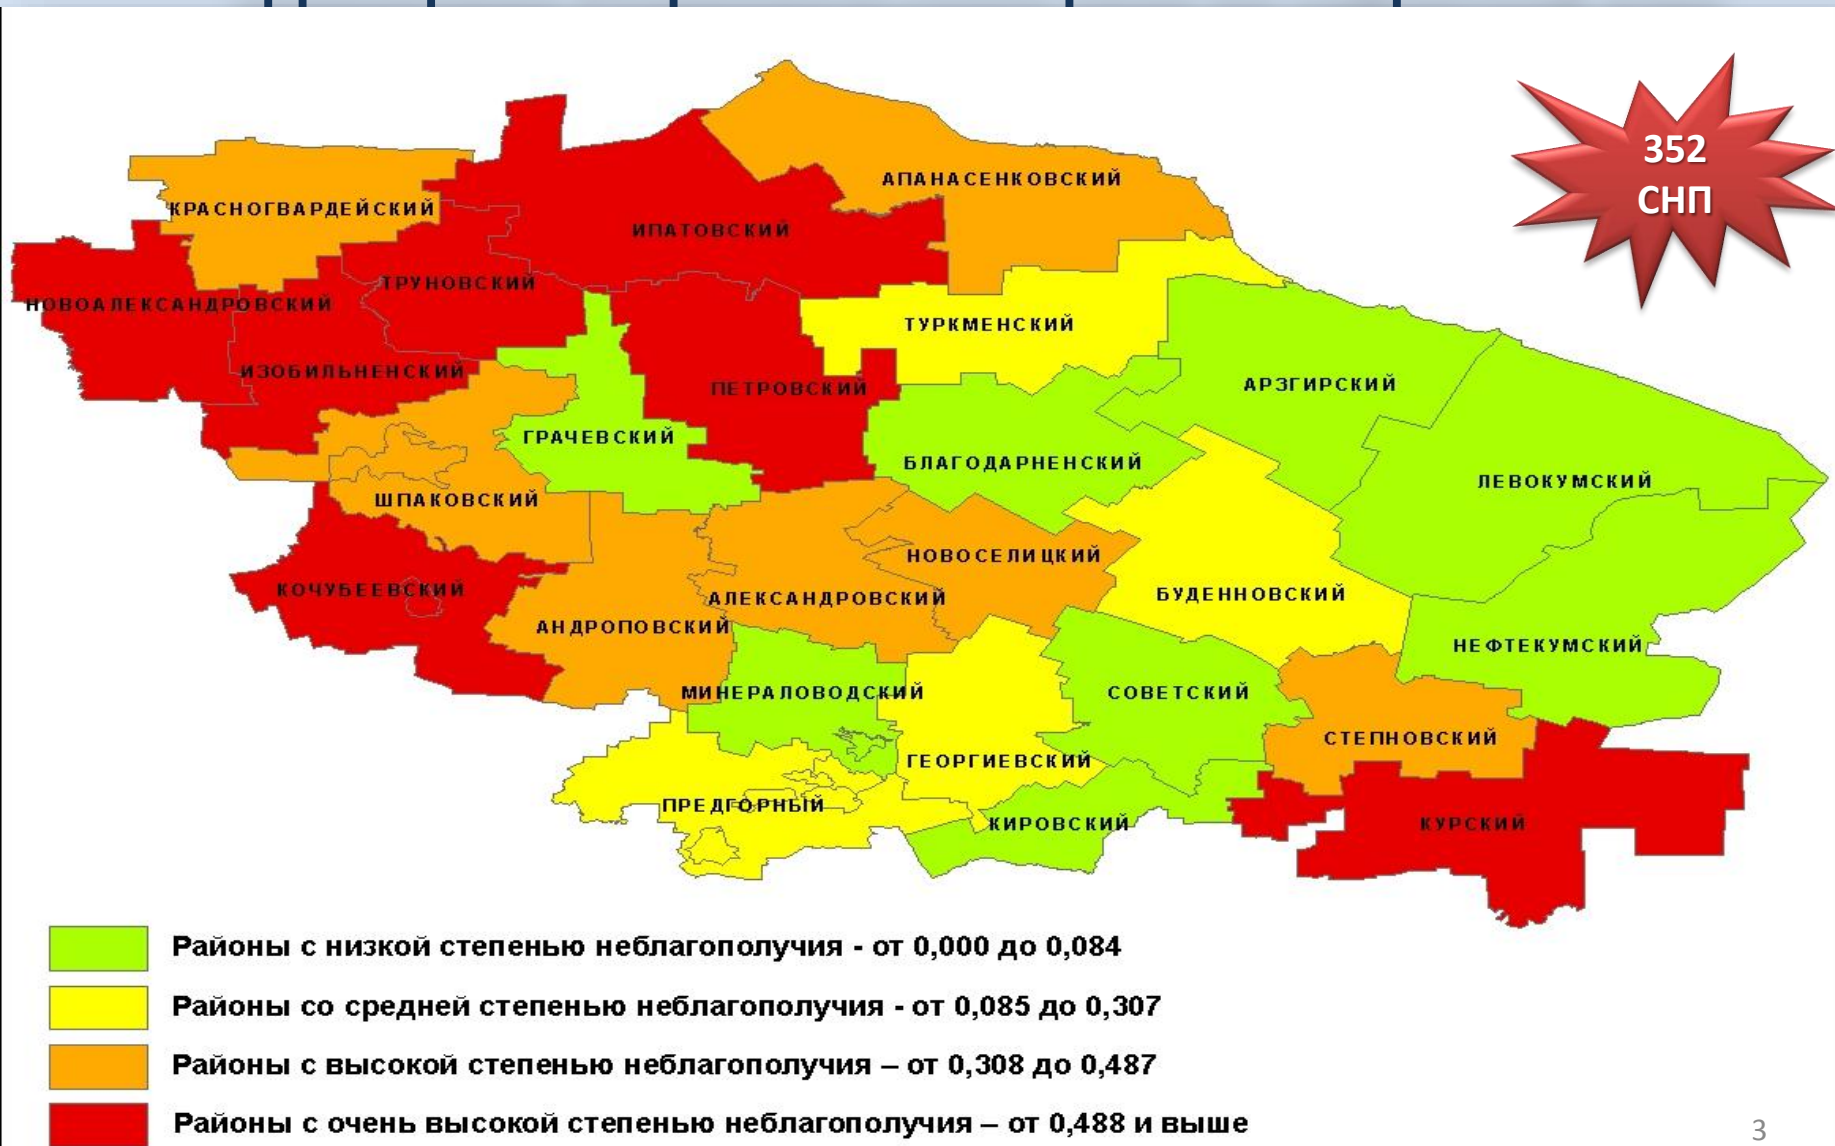 352
СНП
АПАНАСЕНКОВСКИЙ
КРАСНОГВАРДЕЙСКИЙ
ИПАТОВСКИЙ
ТРУНОВСКИЙ
НОВОАЛЕКСАНДРОВСКИЙ
ТУРКМЕНСКИЙ
ИЗОБИЛЬНЕНСКИЙ
ПЕТРОВСКИЙ
АРЗГИРСКИЙ
ГРАЧЕВСКИЙ
БЛАГОДАРНЕНСКИЙ
ЛЕВОКУМСКИЙ
ШПАКОВСКИЙ
НОВОСЕЛИЦКИЙ
КОЧУБЕЕВСКИЙ
АЛЕКСАНДРОВСКИЙ
БУДЕННОВСКИЙ
АНДРОПОВСКИЙ
НЕФТЕКУМСКИЙ
МИНЕРАЛОВОДСКИЙ
СОВЕТСКИЙ
СТЕПНОВСКИЙ
ГЕОРГИЕВСКИЙ
ПРЕДГОРНЫЙ
КИРОВСКИЙ
КУРСКИЙ
Районы с низкой степенью неблагополучия - от 0,000 до 0,084
Районы со средней степенью неблагополучия - от 0,085 до 0,307
Районы с высокой степенью неблагополучия – от 0,308 до 0,487
Районы с очень высокой степенью неблагополучия – от 0,488 и выше
3